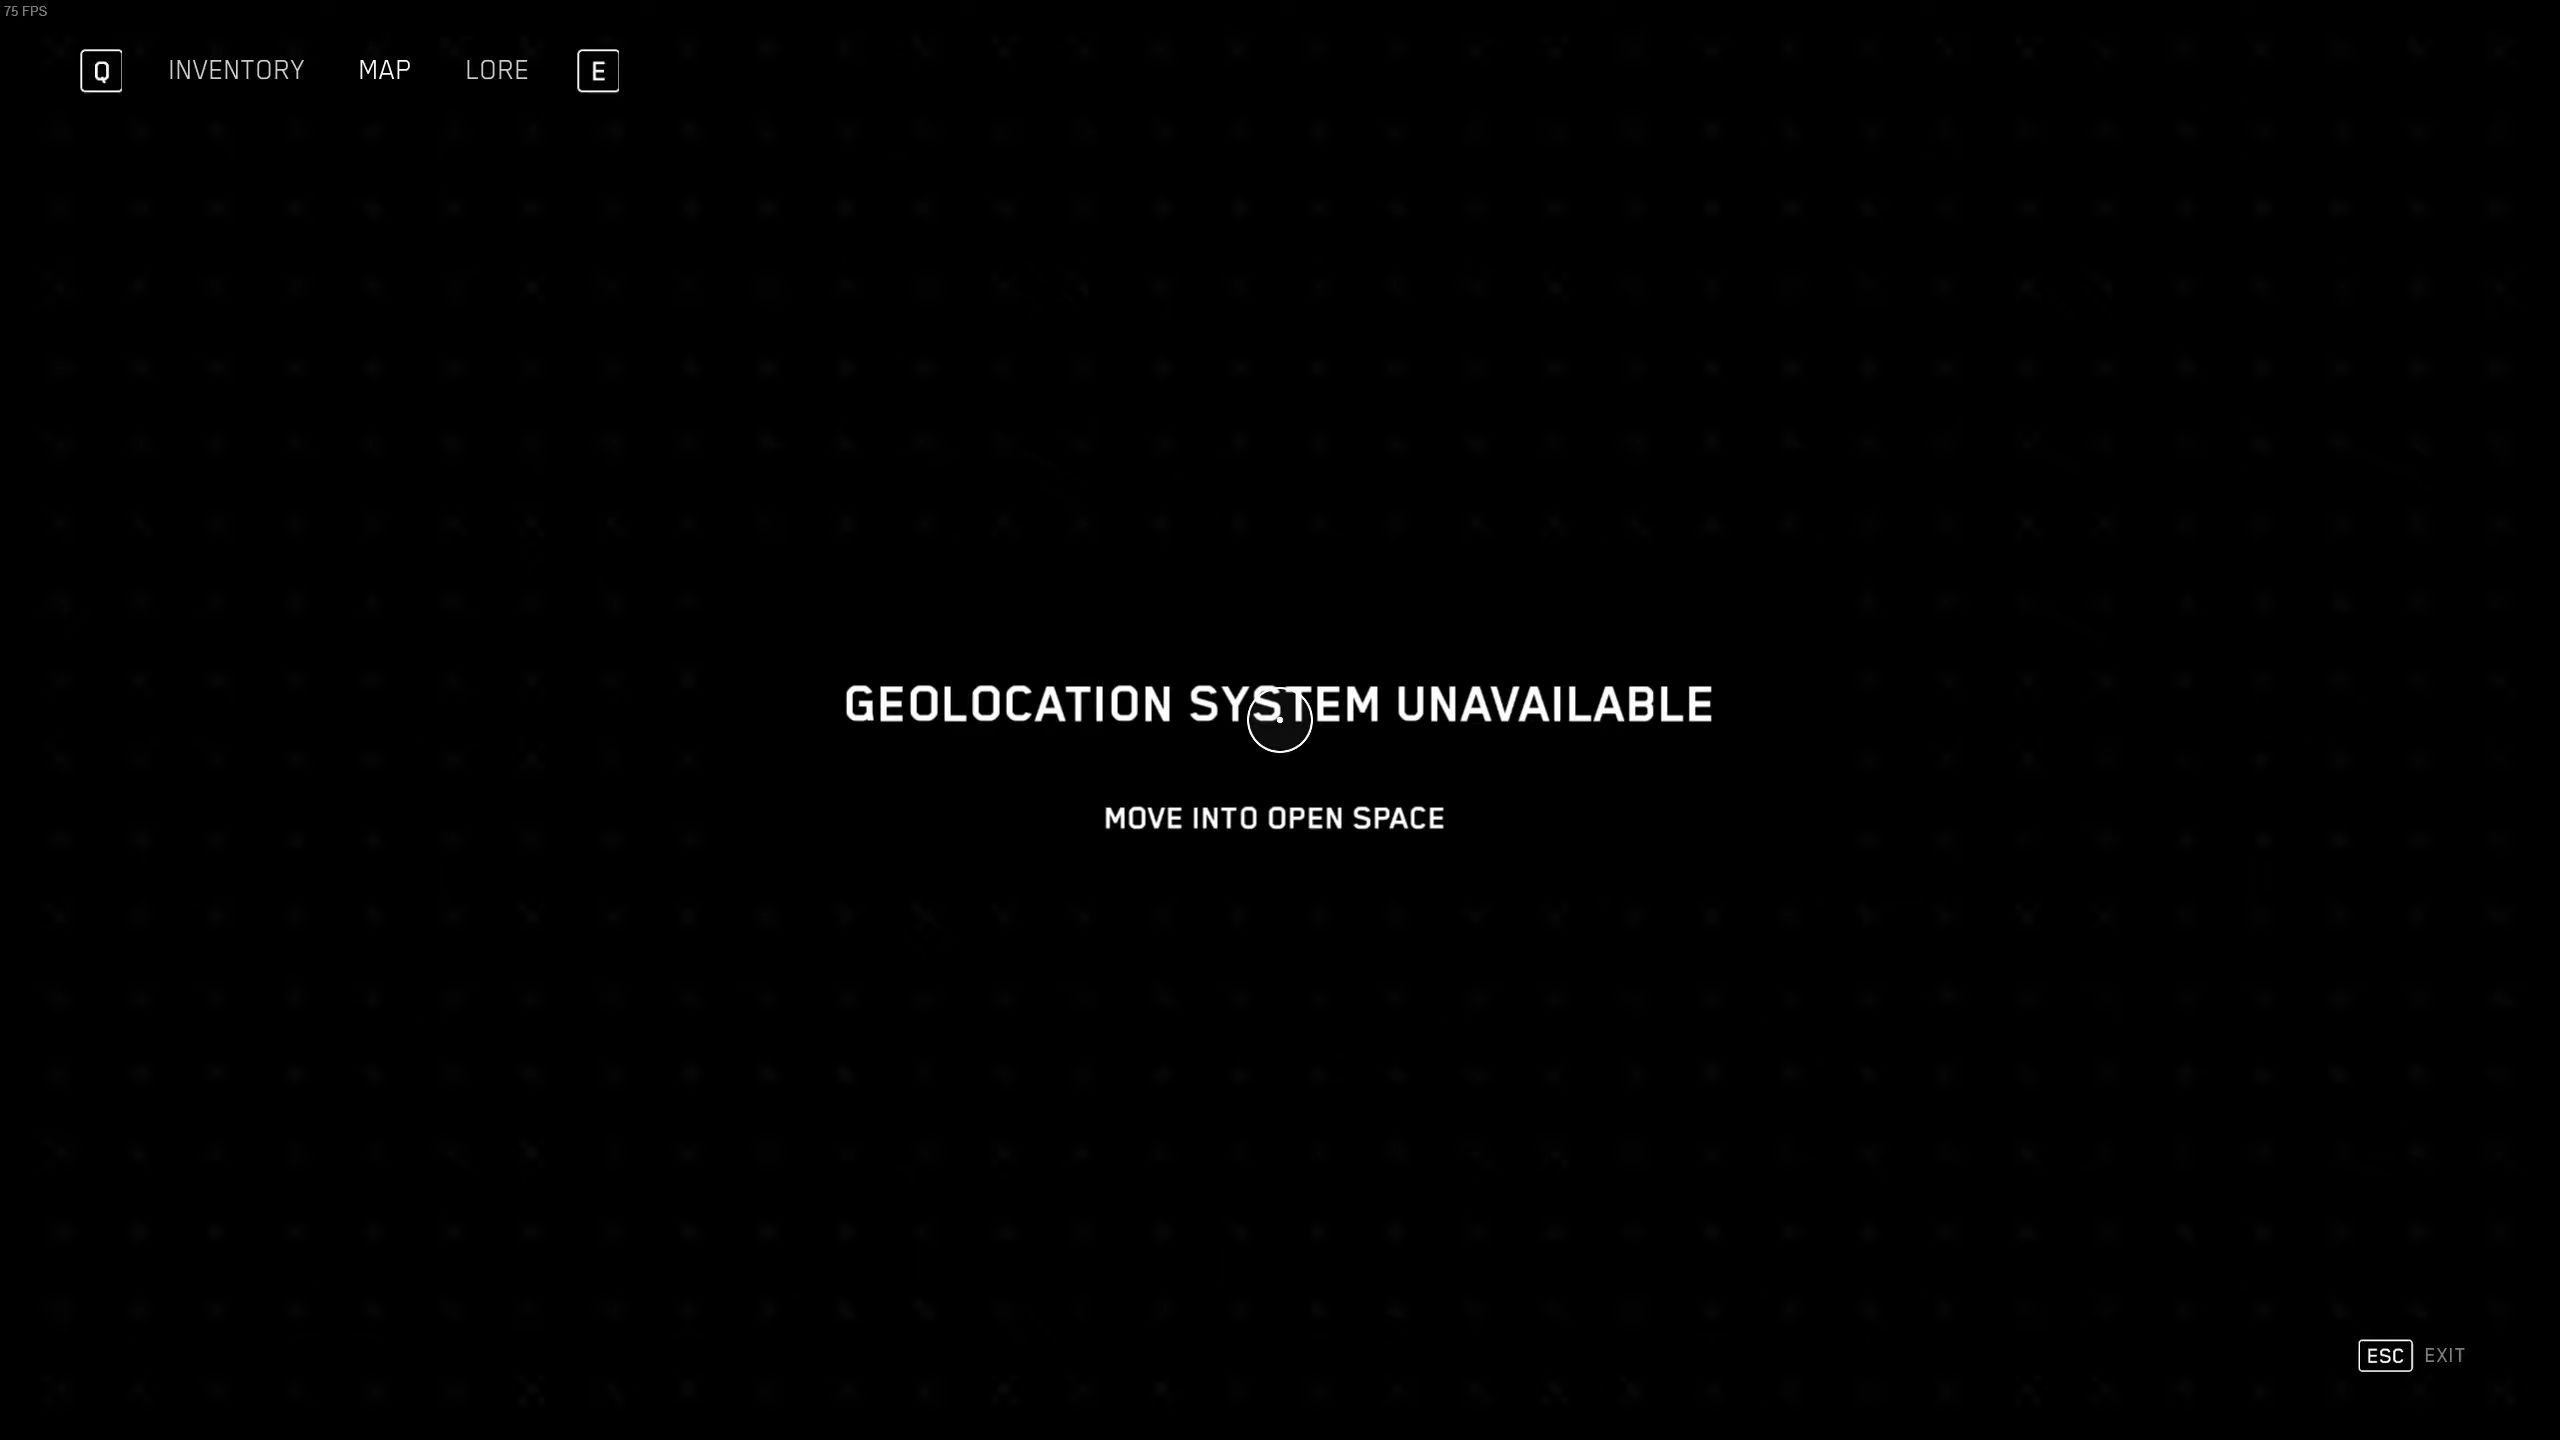 75 FPS
Q INVENTORY MAP LORE E
GEOLOCATION SYSTEM UNAVAILABLE
MOVE INTO OPEN SPACE
ESC EXIT